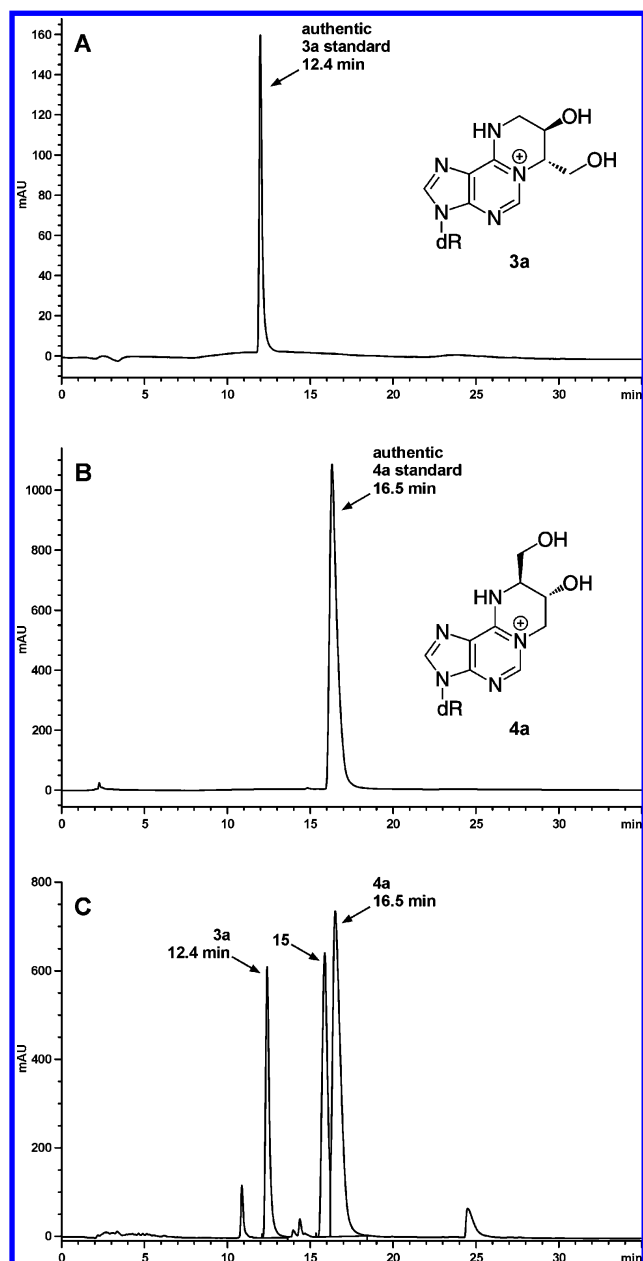 A
authentic
3a standard
12.4 min
160
140
120
100
80
60
40
20
0
mAU
0 5 10 15 20 25 30 min
HN
OH
OH
N
N
N
N
+
dR
3a
B
authentic
4a standard
16.5 min
1000
800
600
400
200
0
mAU
0 5 10 15 20 25 30 min
OH
HN
OH
N
N
N
N
+
dR
4a
C
4a
16.5 min
3a
12.4 min
15
800
600
400
200
0
mAU
0 5 10 15 20 25 30 min